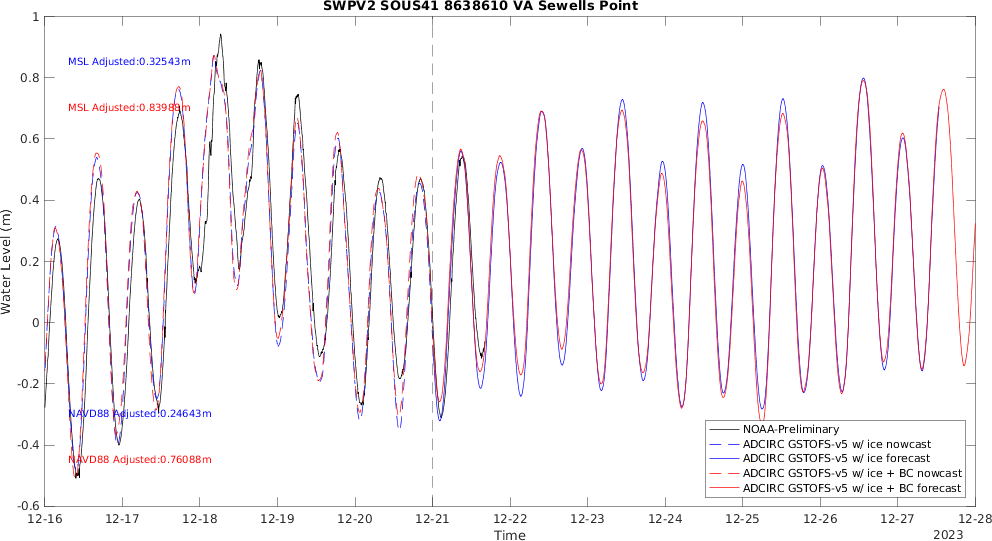 SWPV2 SOUS41 8638610 VA Sewells Point
1
0.8
0.6
0.4
0.2
0
-0.2
-0.4
-0.6
Water Level (m)
MSL Adjusted:0.32543m
MSL Adjusted:0.83988m
NAVD88 Adjusted:0.24643m
NAVD88 Adjusted:0.76088m
NOAA-Preliminary
ADCIRC GSTOFS-v5 w/ ice nowcast
ADCIRC GSTOFS-v5 w/ ice forecast
ADCIRC GSTOFS-v5 w/ ice + BC nowcast
ADCIRC GSTOFS-v5 w/ ice + BC forecast
12-16 12-17 12-18 12-19 12-20 12-21 12-22 12-23 12-24 12-25 12-26 12-27 12-28
Time
2023